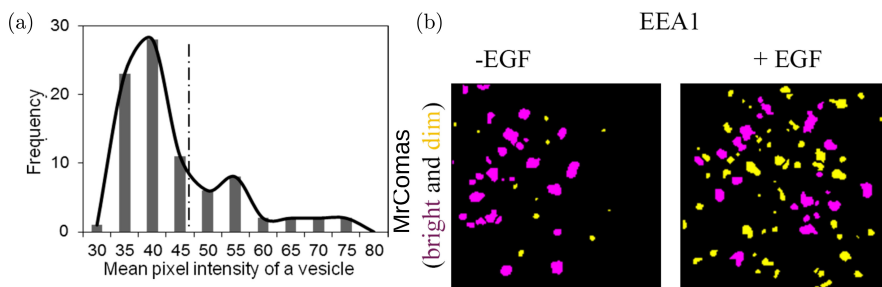 (a)
30
20
10
0
Frequency
30 35 40 45 50 55 60 65 70 75 80
Mean pixel intensity of a vesicle
(b)
EEA1
-EGF + EGF
MrComas
(bright and dim)